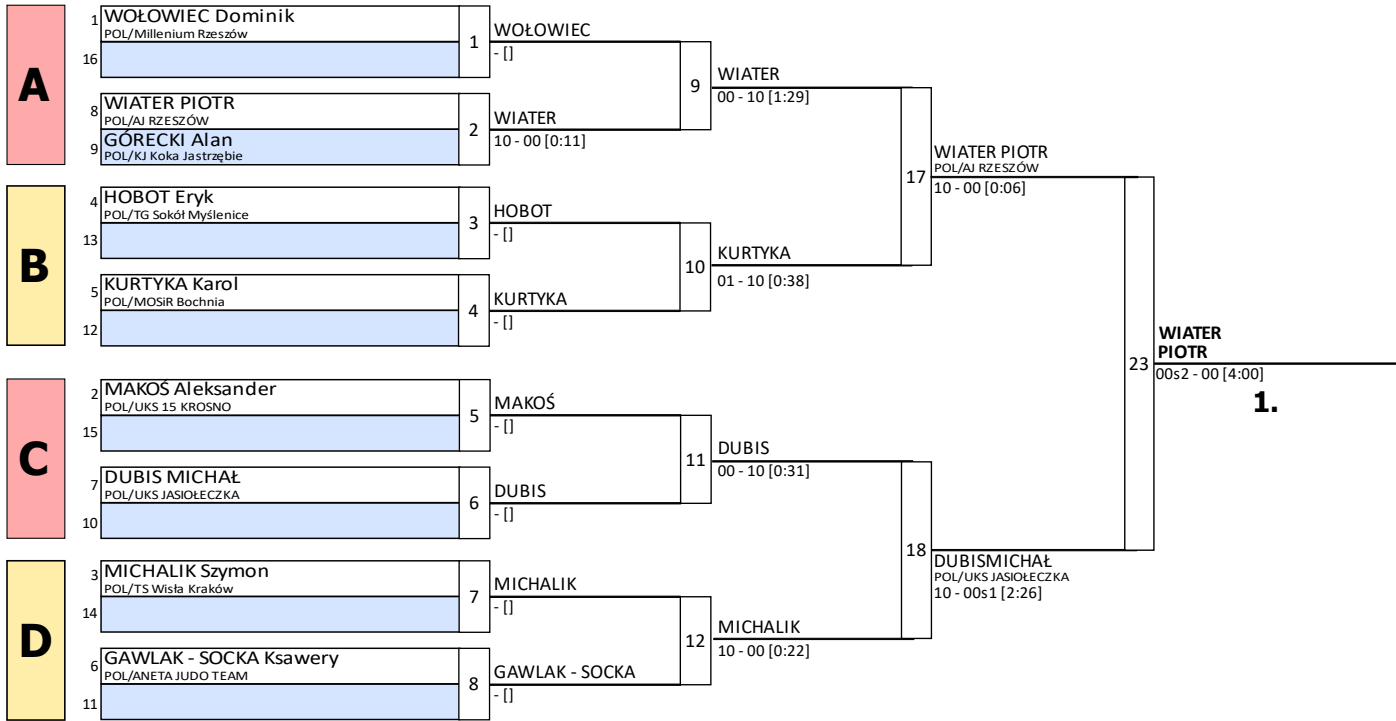 A
1 WOŁOWIEC Dominik
POL/Millenium Rzeszów
16
1
WOŁOWIEC
- []
8 WIATER PIOTR
POL/AJ RZESZÓW
9 GÓRECKI Alan
POL/KJ Koka Jastrzębie
2
WIATER
10 - 00 [0:11]
9
WIATER
00 - 10 [1:29]
B
4 HOBOT Eryk
POL/TG Sokół Myślenice
13
3
HOBOT
- []
5 KURTYKA Karol
POL/MOSiR Bochnia
12
4
KURTYKA
- []
10
KURTYKA
01 - 10 [0:38]
17
WIATER PIOTR
POL/AJ RZESZÓW
10 - 00 [0:06]
C
2 MAKOŚ Aleksander
POL/UKS 15 KROSNO
15
5
MAKOŚ
- []
7 DUBIS MICHAŁ
POL/UKS JASIOŁECZKA
10
6
DUBIS
- []
11
DUBIS
00 - 10 [0:31]
D
3 MICHALIK Szymon
POL/TS Wisła Kraków
14
7
MICHALIK
- []
6 GAWLAK - SOCKA Ksawery
POL/ANETA JUDO TEAM
11
8
GAWLAK - SOCKA
- []
12
MICHALIK
10 - 00 [0:22]
18
DUBISMICHAŁ
POL/UKS JASIOŁECZKA
10 - 00s1 [2:26]
23
WIATER
PIOTR
00s2 - 00 [4:00]
1.